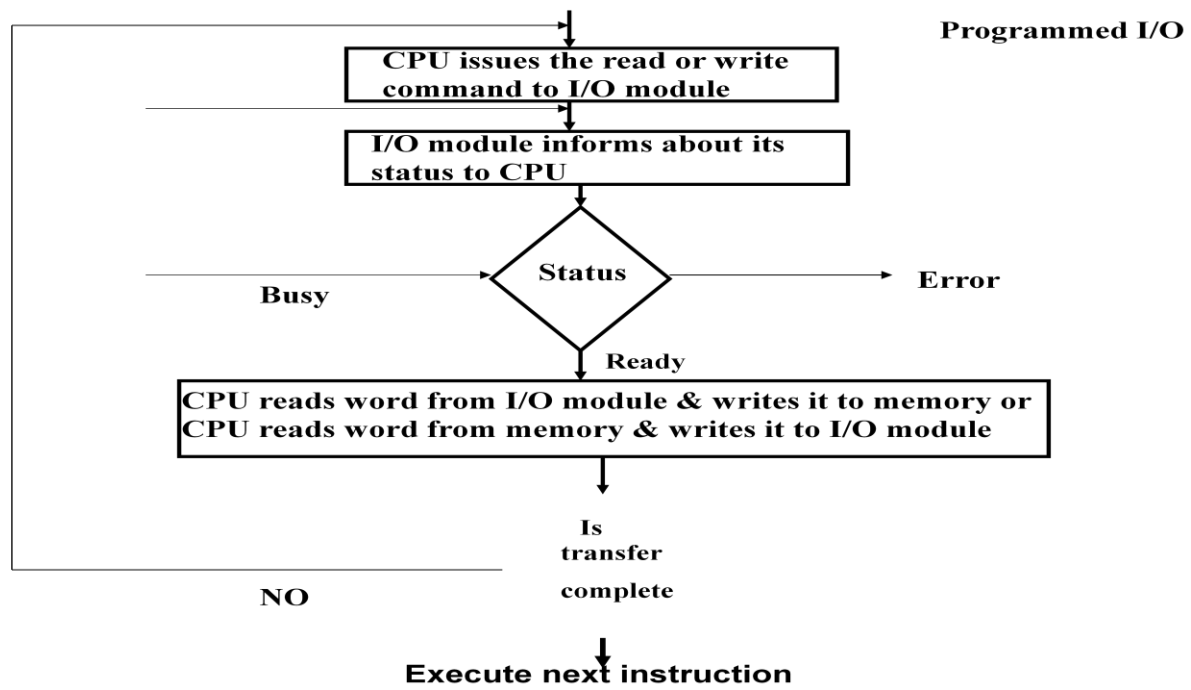 Programmed I/O
CPU issues the read or write
command to I/O module
I/O module informs about its
status to CPU
Status
Busy
Error
Ready
CPU reads word from I/O module & writes it to memory or
CPU reads word from memory & writes it to I/O module
Is
transfer
complete
NO
Execute next instruction